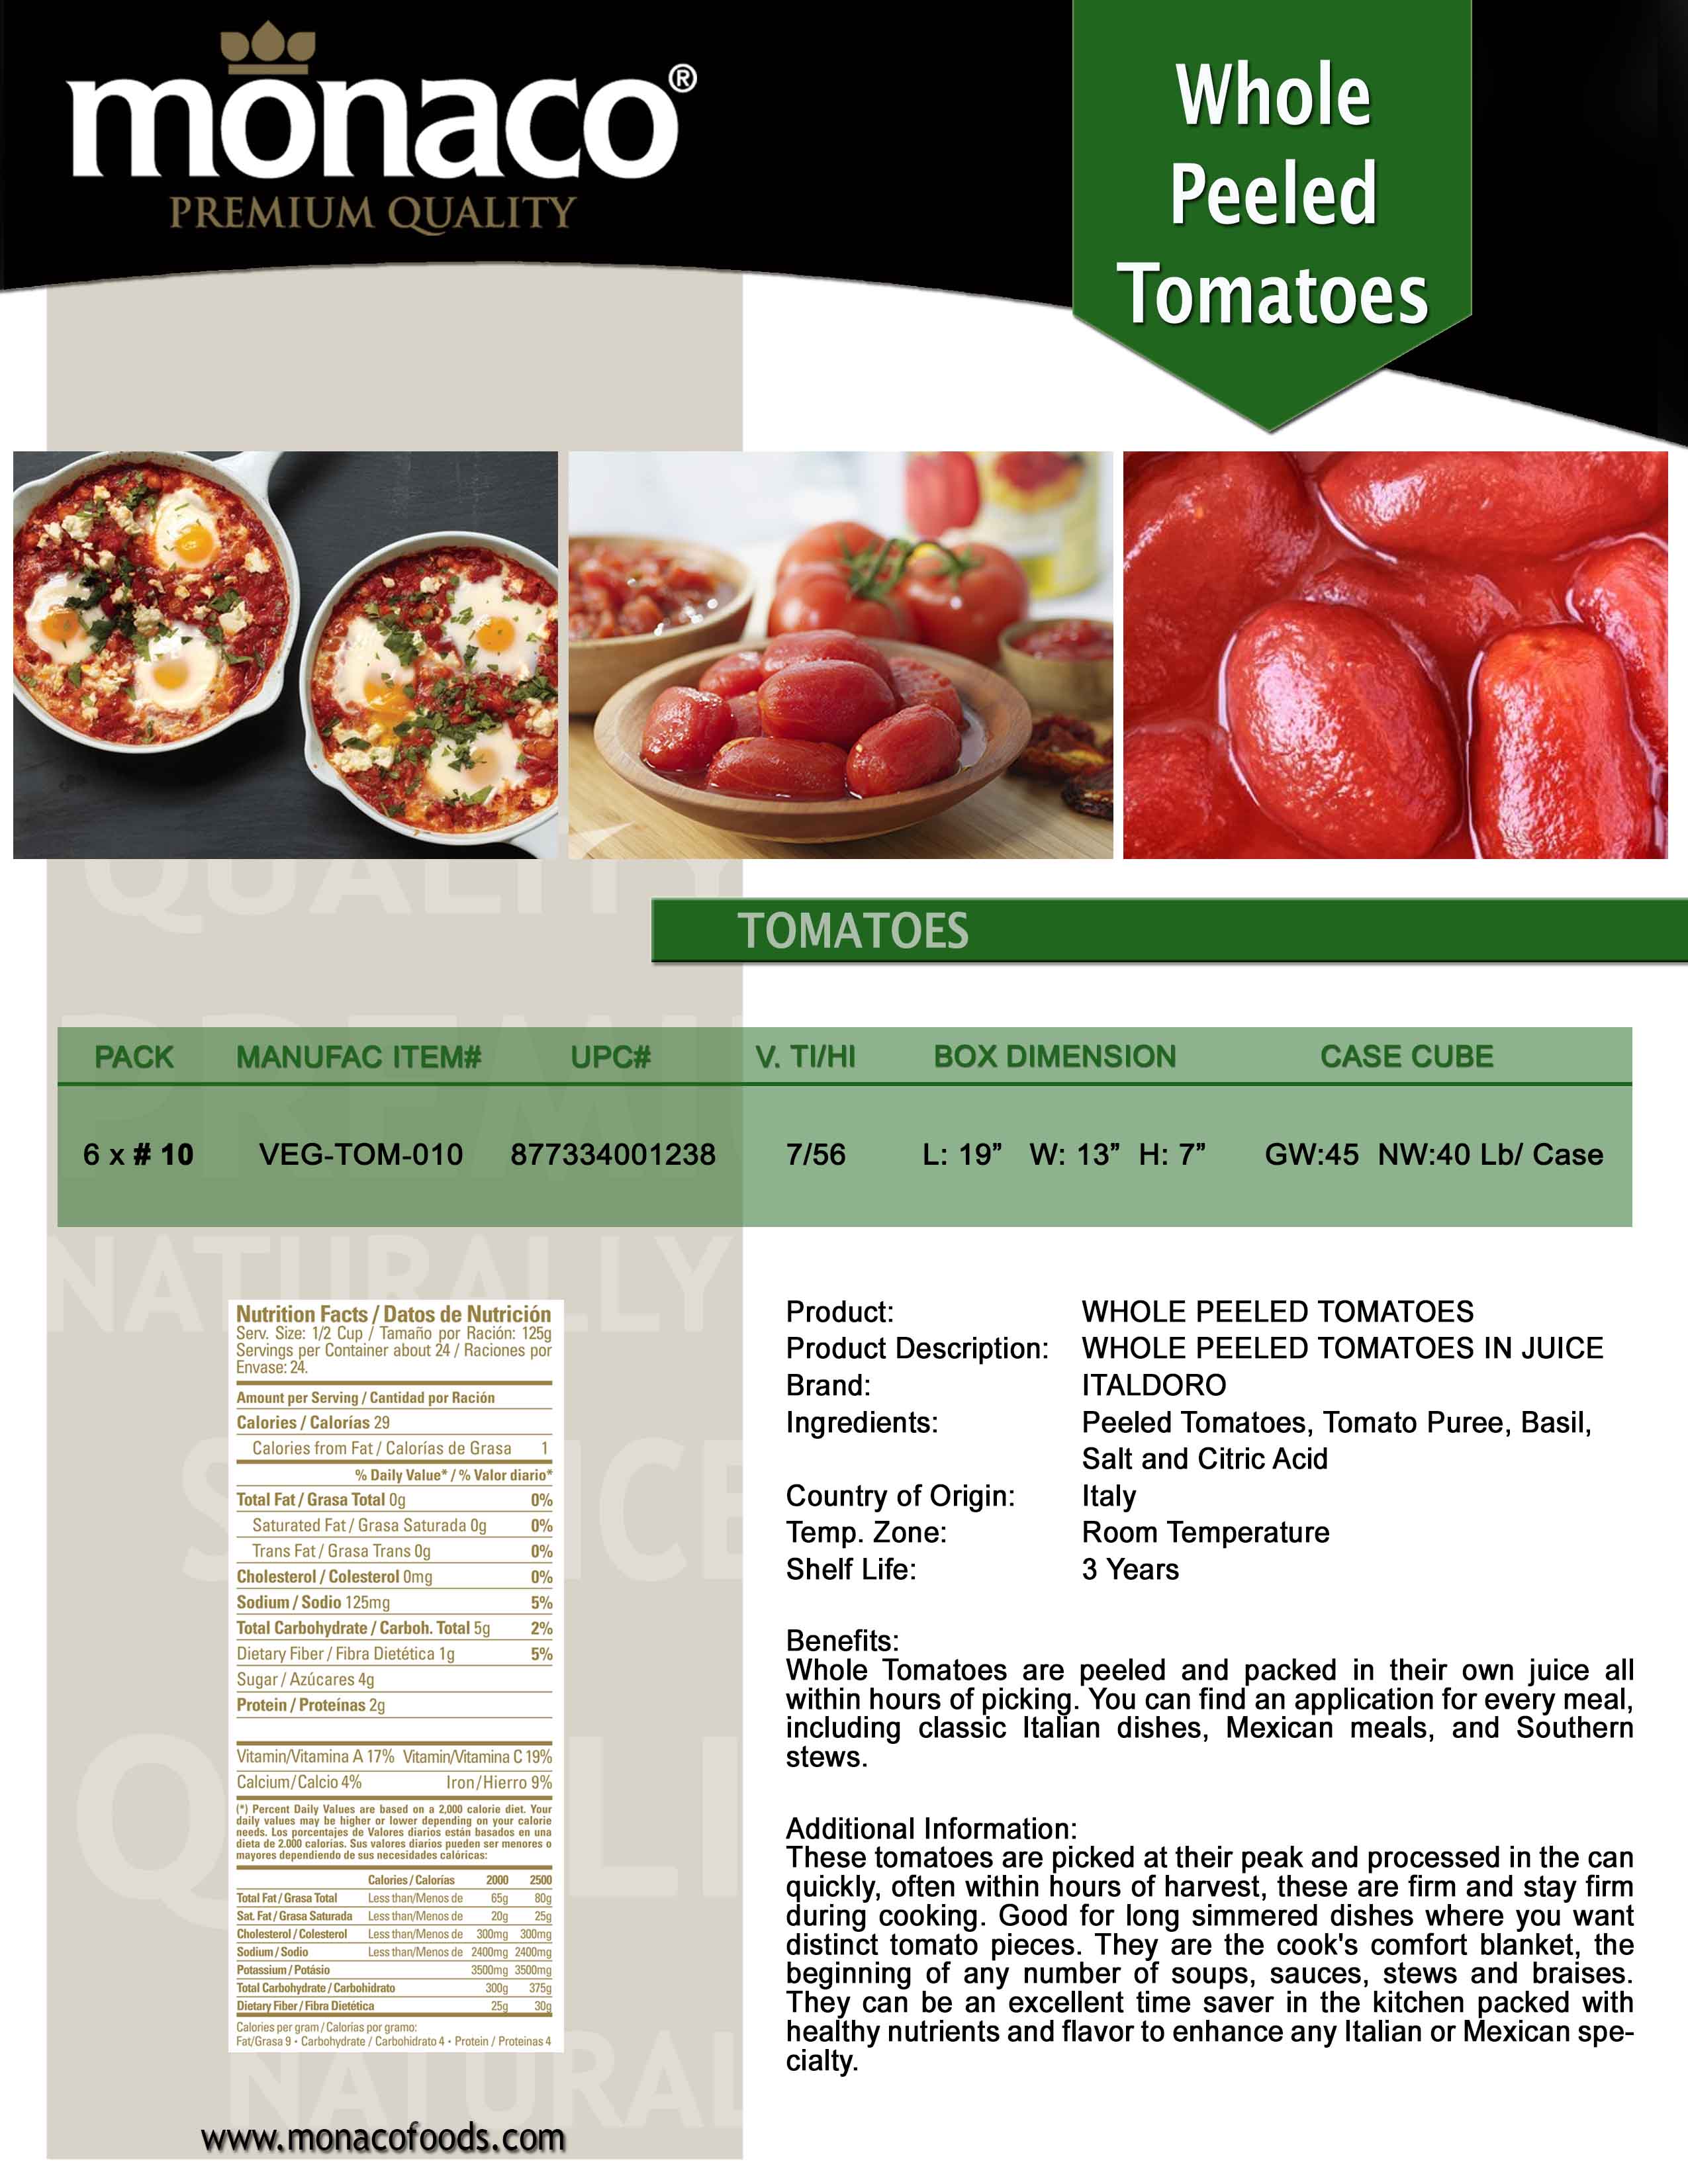 monaco®
PREMIUM QUALITY
Whole
Peeled
Tomatoes
QUALITY
TOMATOES
PREMI
PACK MANUFAC ITEM# UPC# V. TI/HI BOX DIMENSION CASE CUBE
6 x # 10 VEG-TOM-010 877334001238 7/56 L: 19” W: 13” H: 7” GW:45 NW:40 Lb/ Case
NATURALLY
Nutrition Facts / Datos de Nutrición
Serv. Size: 1/2 Cup / Tamaño por Ración: 125g
Servings per Container about 24 / Raciones por
Envase: 24.
Amount per Serving / Cantidad por Ración
Calories / Calorías 29
Calories from Fat / Calorías de Grasa 1
% Daily Value* / % Valor diario*
Total Fat / Grasa Total 0g 0%
Saturated Fat / Grasa Saturada 0g 0%
Trans Fat / Grasa Trans 0g 0%
Cholesterol / Colesterol 0mg 0%
Sodium / Sodio 125mg 5%
Total Carbohydrate / Carboh. Total 5g 2%
Dietary Fiber / Fibra Dietética 1g 5%
Sugar / Azúcares 4g
Protein / Proteínas 2g
Vitamin/Vitamina A 17% Vitamin/Vitamina C 19%
Calcium/Calcio 4% Iron/Hierro 9%
(*) Percent Daily Values are based on a 2,000 calorie diet. Your
daily values may be higher or lower depending on your calorie
needs. Los porcentajes de Valores diarios están basados en una
dieta de 2.000 calorías. Sus valores diarios pueden ser menores o
mayores dependiendo de sus necesidades calóricas:
Calories / Calorías 2000 2500
Total Fat / Grasa Total Less than/Menos de 65g 80g
Sat. Fat / Grasa Saturada Less than/Menos de 20g 25g
Cholesterol / Colesterol Less than/Menos de 300mg 300mg
Sodium / Sodio Less than/Menos de 2400mg 2400mg
Potassium / Potásio 3500mg 3500mg
Total Carbohydrate / Carbohidrato 300g 375g
Dietary Fiber / Fibra Dietética 25g 30g
Calories per gram / Calorías por gramo:
Fat/Grasa 9 • Carbohydrate / Carbohidrato 4 • Protein / Proteinas 4
NATURAL
www.monacofoods.com
Product: WHOLE PEELED TOMATOES
Product Description: WHOLE PEELED TOMATOES IN JUICE
Brand: ITALDORO
Ingredients: Peeled Tomatoes, Tomato Puree, Basil,
Salt and Citric Acid
Country of Origin: Italy
Temp. Zone: Room Temperature
Shelf Life: 3 Years
Benefits:
Whole Tomatoes are peeled and packed in their own juice all
within hours of picking. You can find an application for every meal,
including classic Italian dishes, Mexican meals, and Southern
stews.
Additional Information:
These tomatoes are picked at their peak and processed in the can
quickly, often within hours of harvest, these are firm and stay firm
during cooking. Good for long simmered dishes where you want
distinct tomato pieces. They are the cook's comfort blanket, the
beginning of any number of soups, sauces, stews and braises.
They can be an excellent time saver in the kitchen packed with
healthy nutrients and flavor to enhance any Italian or Mexican spe-
cialty.